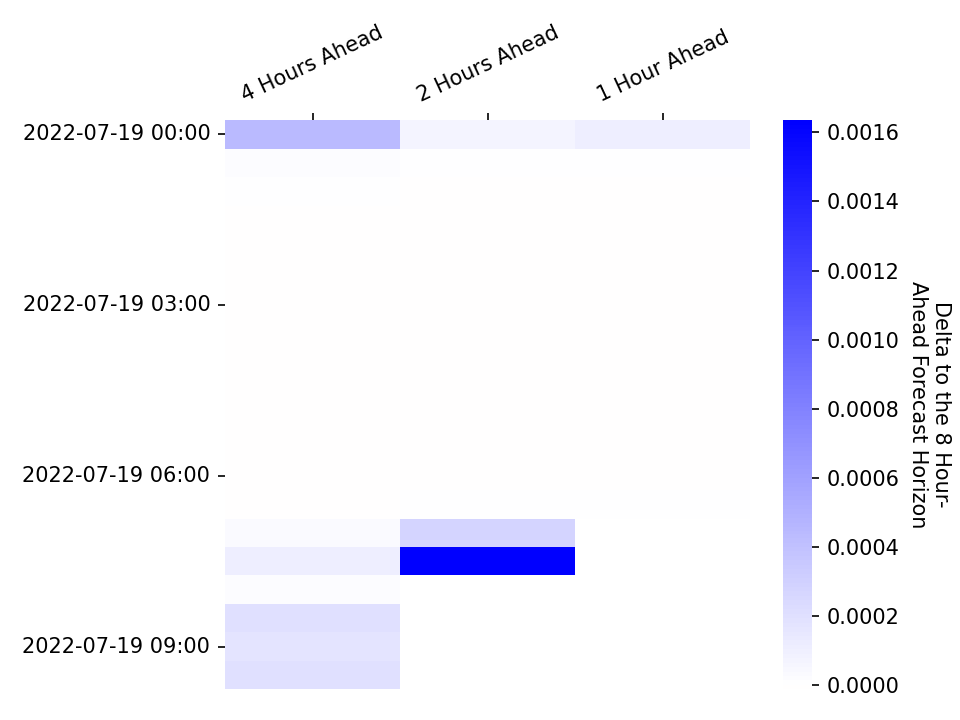 4 Hours Ahead
2 Hours Ahead
1 Hour Ahead
2022-07-19 00:00
2022-07-19 03:00
2022-07-19 06:00
2022-07-19 09:00
0.0016
0.0014
0.0012
0.0010
0.0008
0.0006
0.0004
0.0002
0.0000
Delta to the 8 Hour-
Ahead Forecast Horizon